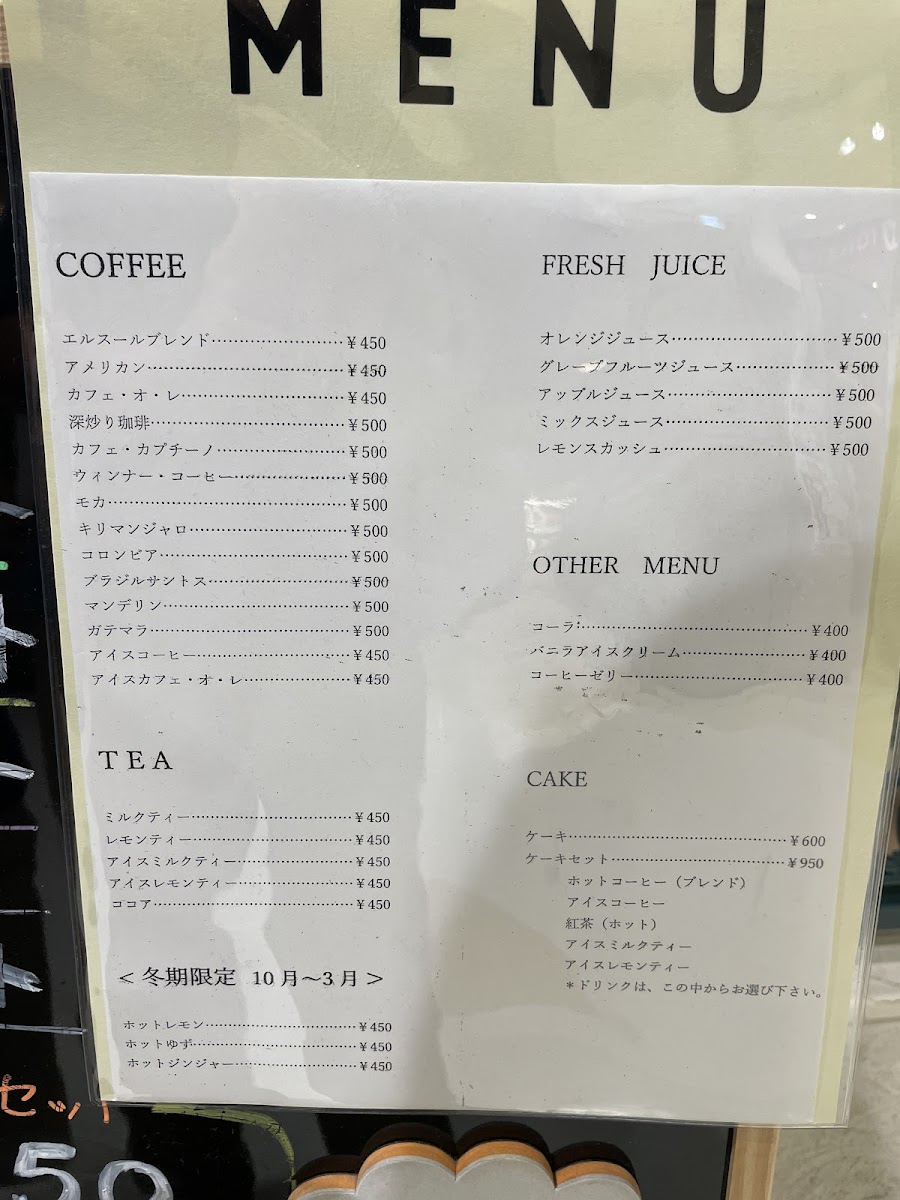 MENU
COFFEE
エルスールブレンド……………………¥450
アメリカン……………………¥450
カフェ・オ・レ……………………¥450
深炒り珈琲……………………¥500
カフェ・カプチーノ……………………¥500
ウィンナー・コーヒー……………………¥500
モカ……………………¥500
キリマンジャロ……………………¥500
コロンビア……………………¥500
ブラジルサントス……………………¥500
マンデリン……………………¥500
ガテマラ……………………¥500
アイスコーヒー……………………¥450
アイスカフェ・オ・レ……………………¥450
TEA
ミルクティー……………………¥450
レモンティー……………………¥450
アイスミルクティー……………………¥450
アイスレモンティー……………………¥450
ココア……………………¥450
<冬期限定 10月～3月>
ホットレモン……………………¥450
ホットゆず……………………¥450
ホットジンジャー……………………¥450
FRESH JUICE
オレンジジュース……………………¥500
グレープフルーツジュース……………………¥500
アップルジュース……………………¥500
ミックスジュース……………………¥500
レモンスカッシュ……………………¥500
OTHER MENU
コーラ……………………¥400
バニラアイスクリーム……………………¥400
コーヒーゼリー……………………¥400
CAKE
ケーキ……………………¥600
ケーキセット……………………¥950
ホットコーヒー（ブレンド）
アイスコーヒー
紅茶（ホット）
アイスミルクティー
アイスレモンティー
＊ドリンクは、この中からお選び下さい。
セット
50